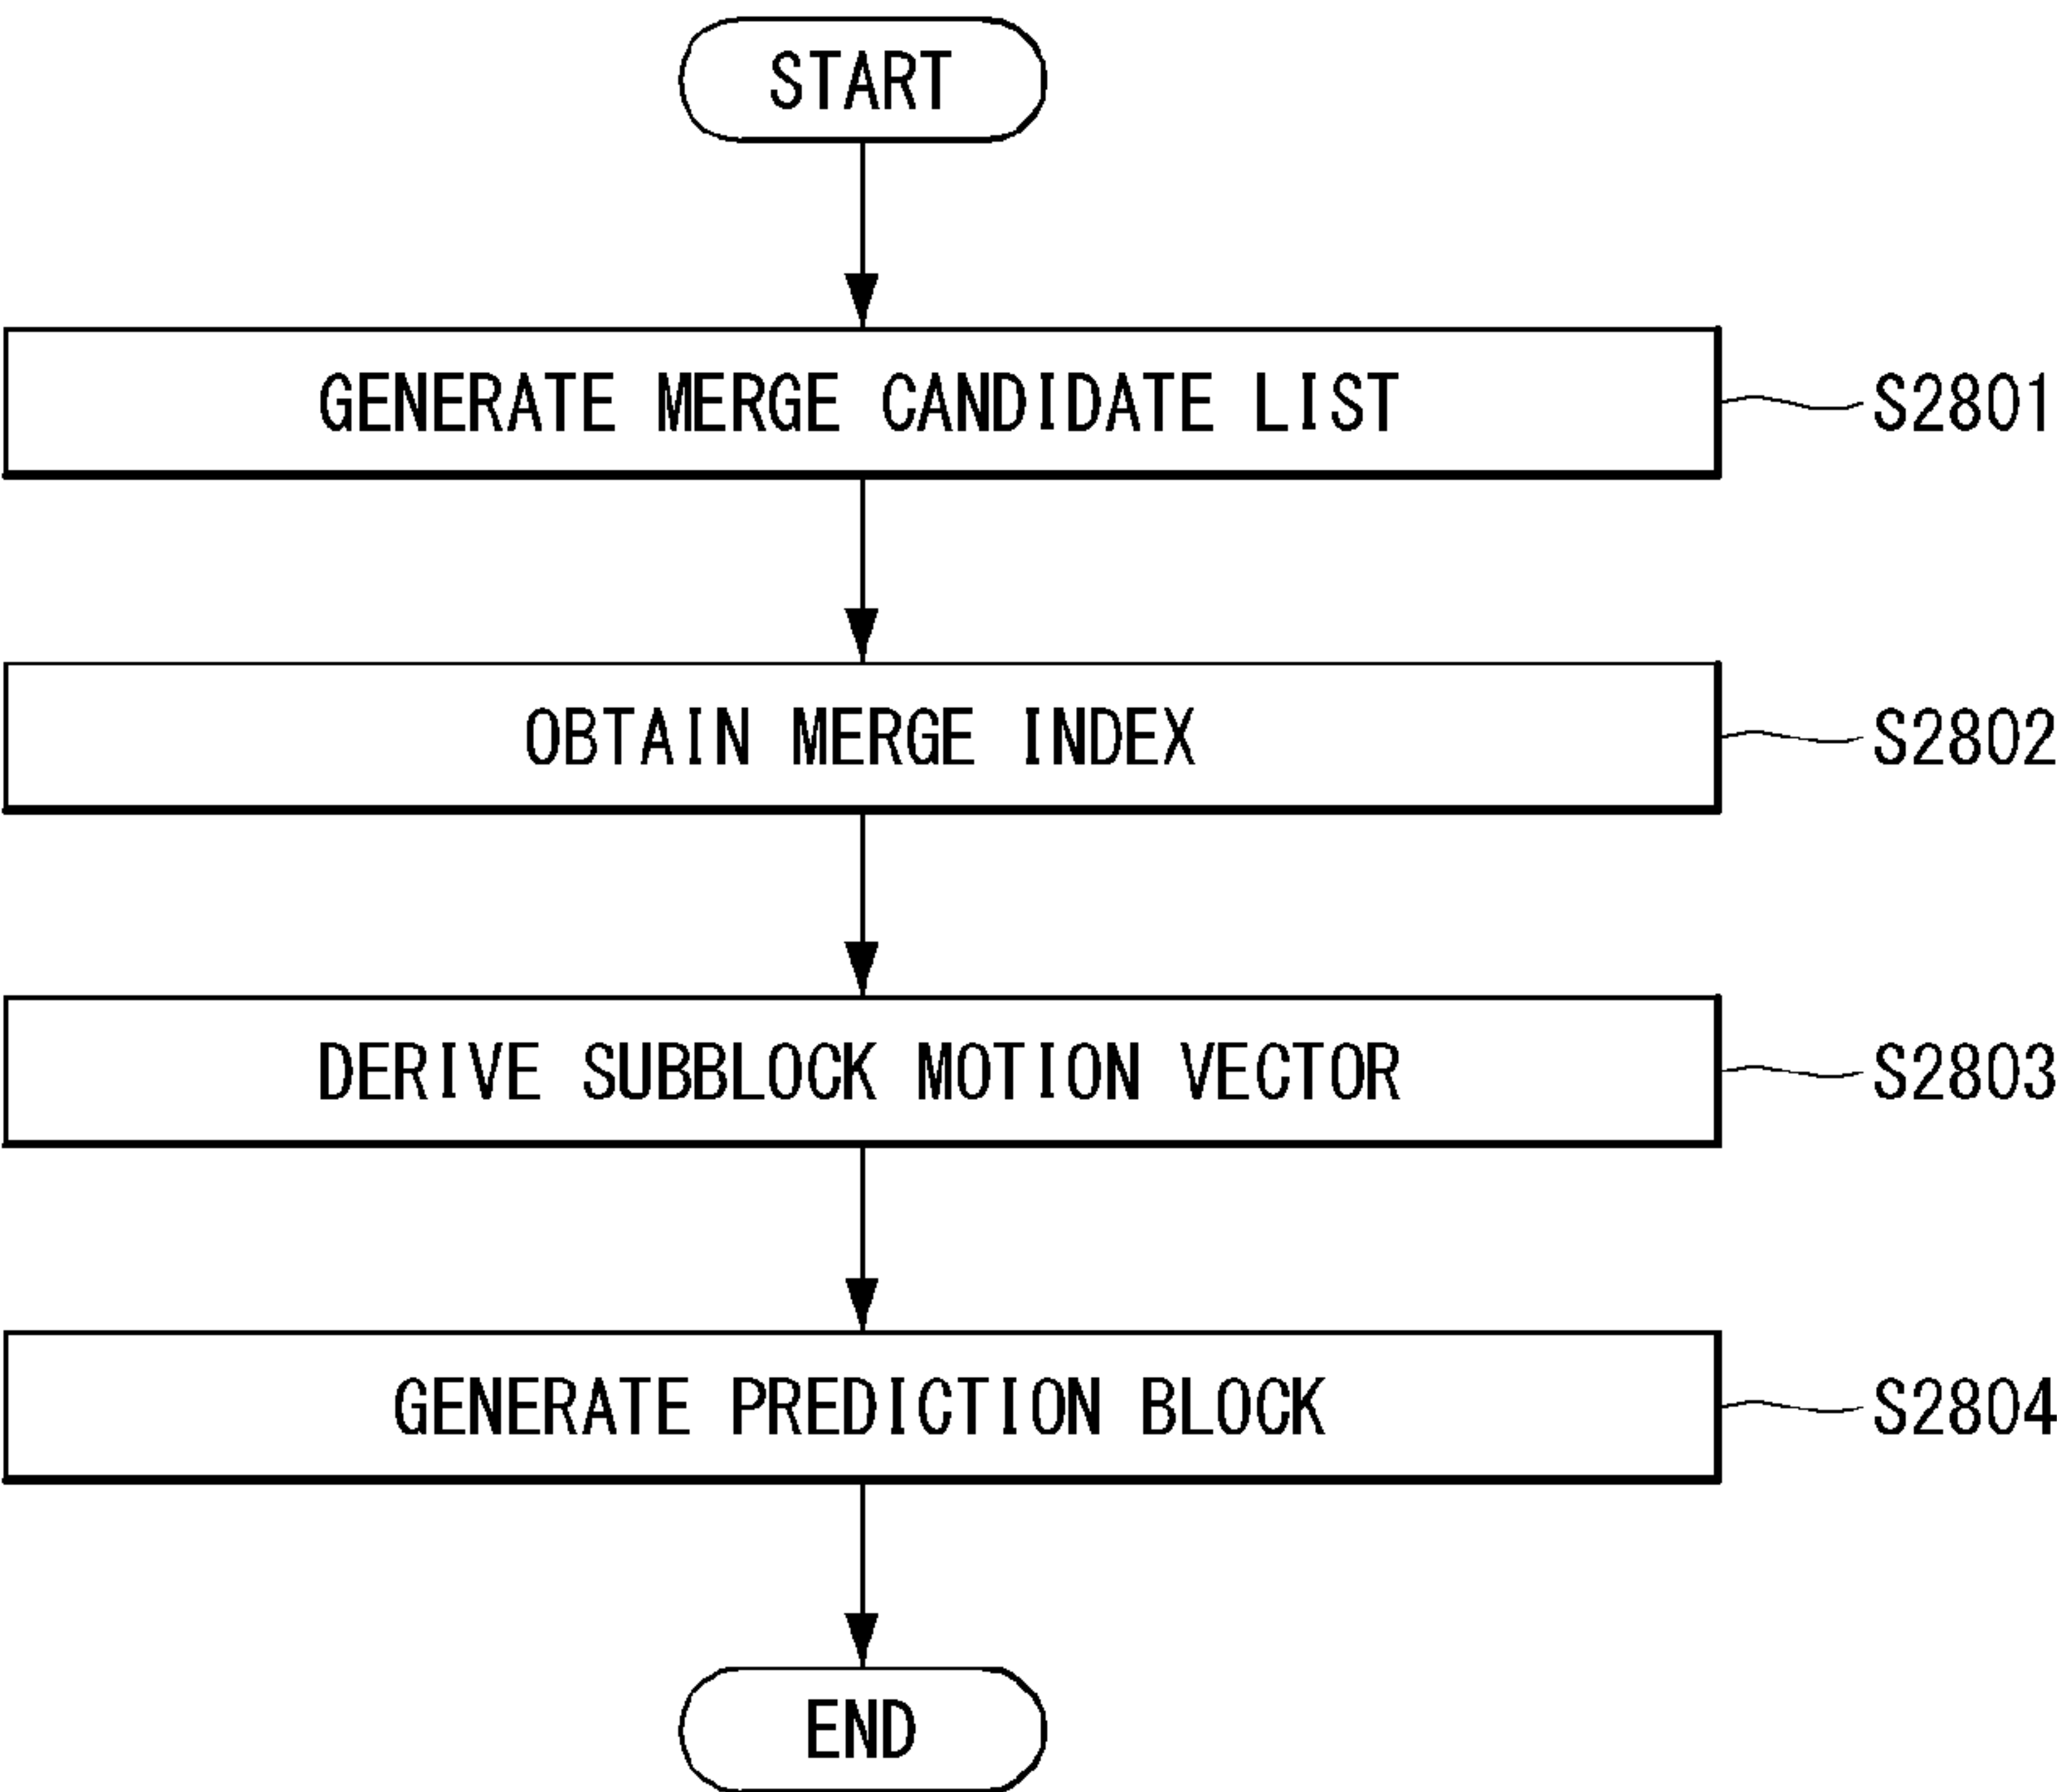 START
GENERATE MERGE CANDIDATE LIST
S2801
OBTAIN MERGE INDEX
S2802
DERIVE SUBBLOCK MOTION VECTOR
S2803
GENERATE PREDICTION BLOCK
S2804
END